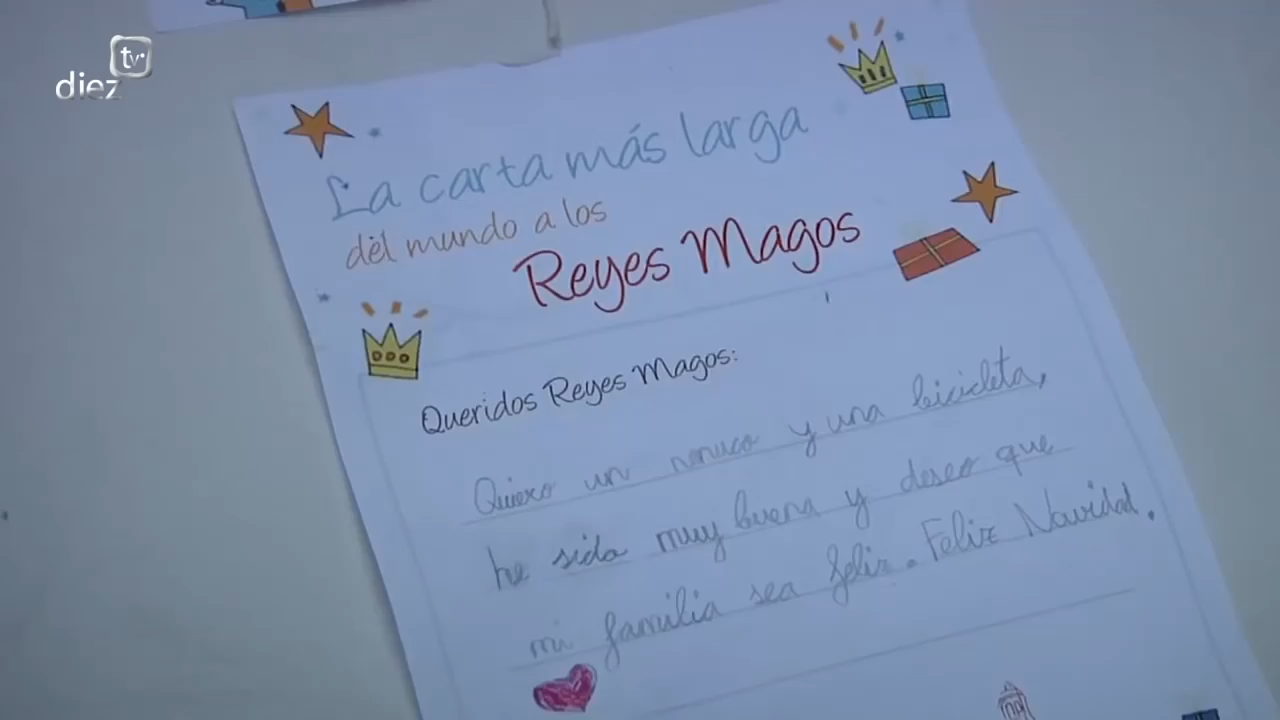 diez tv
La carta más larga
del mundo a los
Reyes Magos
Queridos Reyes Magos:
Quiero un nenuco y una bicicleta,
he sido muy buena y deseo que
mi familia sea feliz. Feliz Navidad.